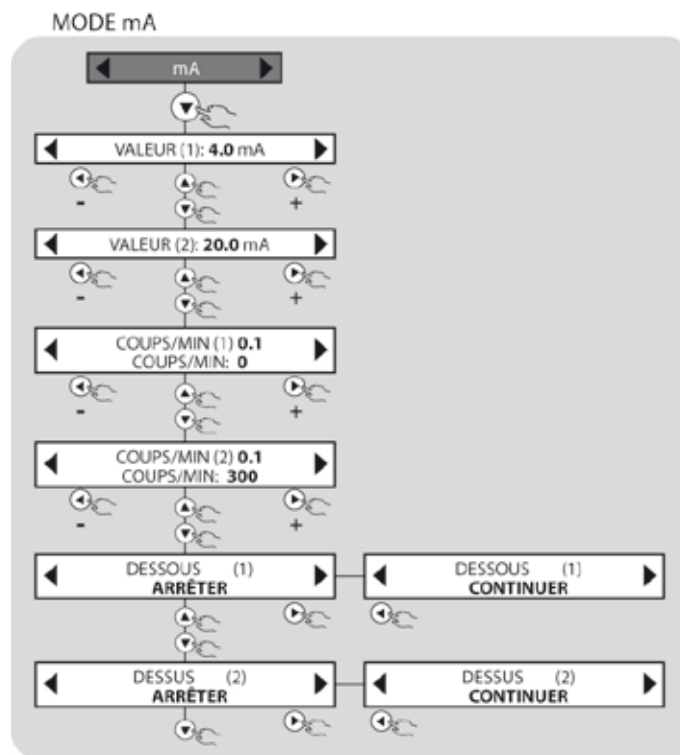 MODE mA
mA
VALEUR (1): 4.0 mA
- +
VALEUR (2): 20.0 mA
- +
COUPS/MIN (1) 0.1
COUPS/MIN: 0
- +
COUPS/MIN (2) 0.1
COUPS/MIN: 300
- +
DESSOUS (1)
ARRÊTER
DESSOUS (1)
CONTINUER
DESSUS (2)
ARRÊTER
DESSUS (2)
CONTINUER